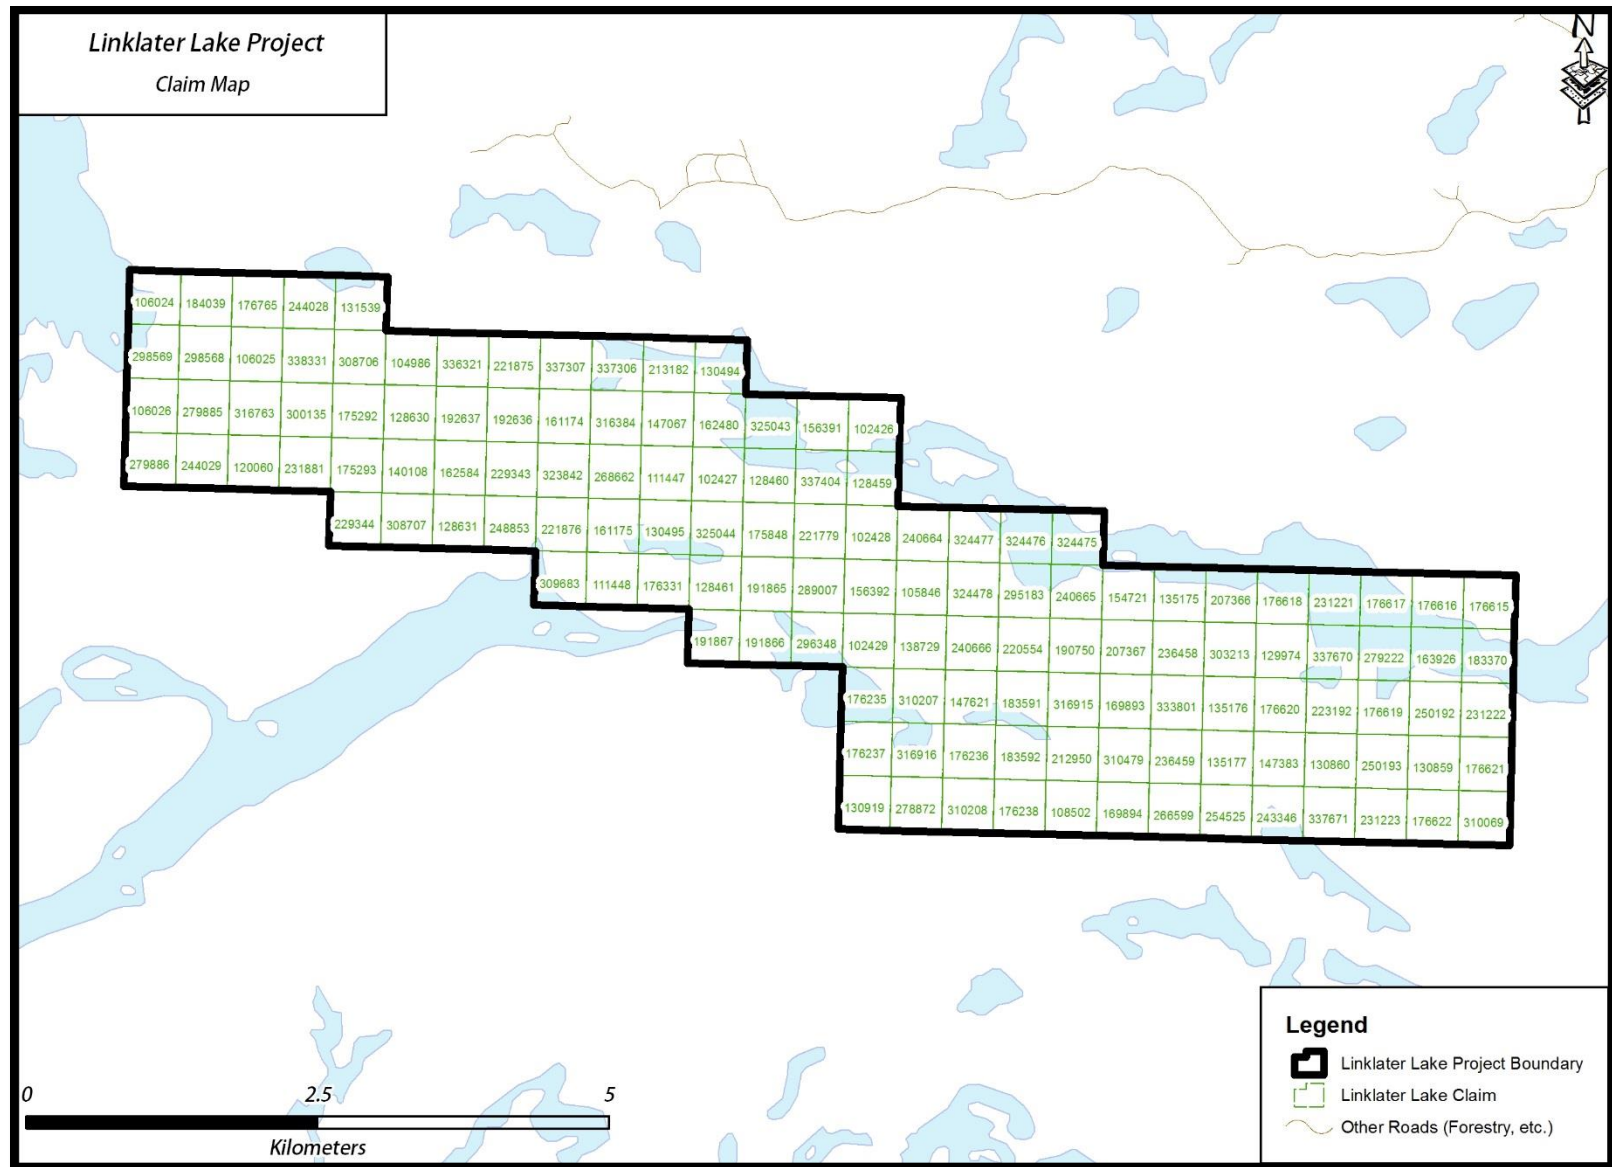 Linklater Lake Project
Claim Map
N
106024 184039 176765 244028 131539
298569 298568 106025 338331 308706 104986 336321 221875 337307 337306 213182 130494
106026 279885 316763 300135 175292 128630 192637 192636 161174 316384 147067 162480 325043 156391 102426
279886 244029 120060 231881 175293 140108 162584 229343 323842 268662 111447 102427 128460 337404 128459
229344 308707 128631 248853 221876 161175 130495 325044 175848 221779 102428 240664 324477 324476 324475
309683 111448 176331 128461 191865 289007 156392 105846 324478 295183 240665 154721 135175 207366 176618 231221 176617 176616 176615
191867 191866 296348 102429 138729 240666 220554 190750 207367 236458 303213 129974 337670 279222 163926 183370
176235 310207 147621 183591 316915 169893 333801 135176 176620 223192 176619 250192 231222
176237 316916 176236 183592 212950 310479 236459 135177 147383 130860 250193 130859 176621
130919 278872 310208 176238 108502 169894 266599 254525 243346 337671 231223 176622 310069
0 2.5 5
Kilometers
Legend
Linklater Lake Project Boundary
Linklater Lake Claim
Other Roads (Forestry, etc.)